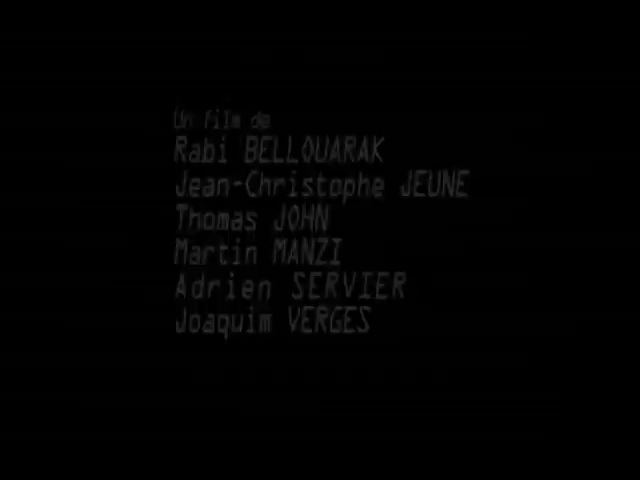 Un film de
Rabi BELLOUARAK
Jean-Christophe JEUNE
Thomas JOHN
Martin MANZI
Adrien SERVIER
Joaquim VERGES